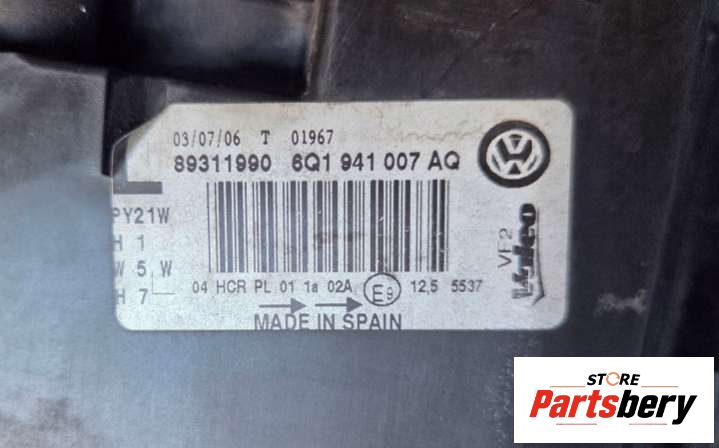 03/07/06 T 01967
89311990 6Q1 941 007 AQ
L
PY21W
H 1
W 5 W
H 7
VF2
Valeo
04 HCR PL 01 1a 02A E9 12,5 5537
MADE IN SPAIN
STORE
Partsbery